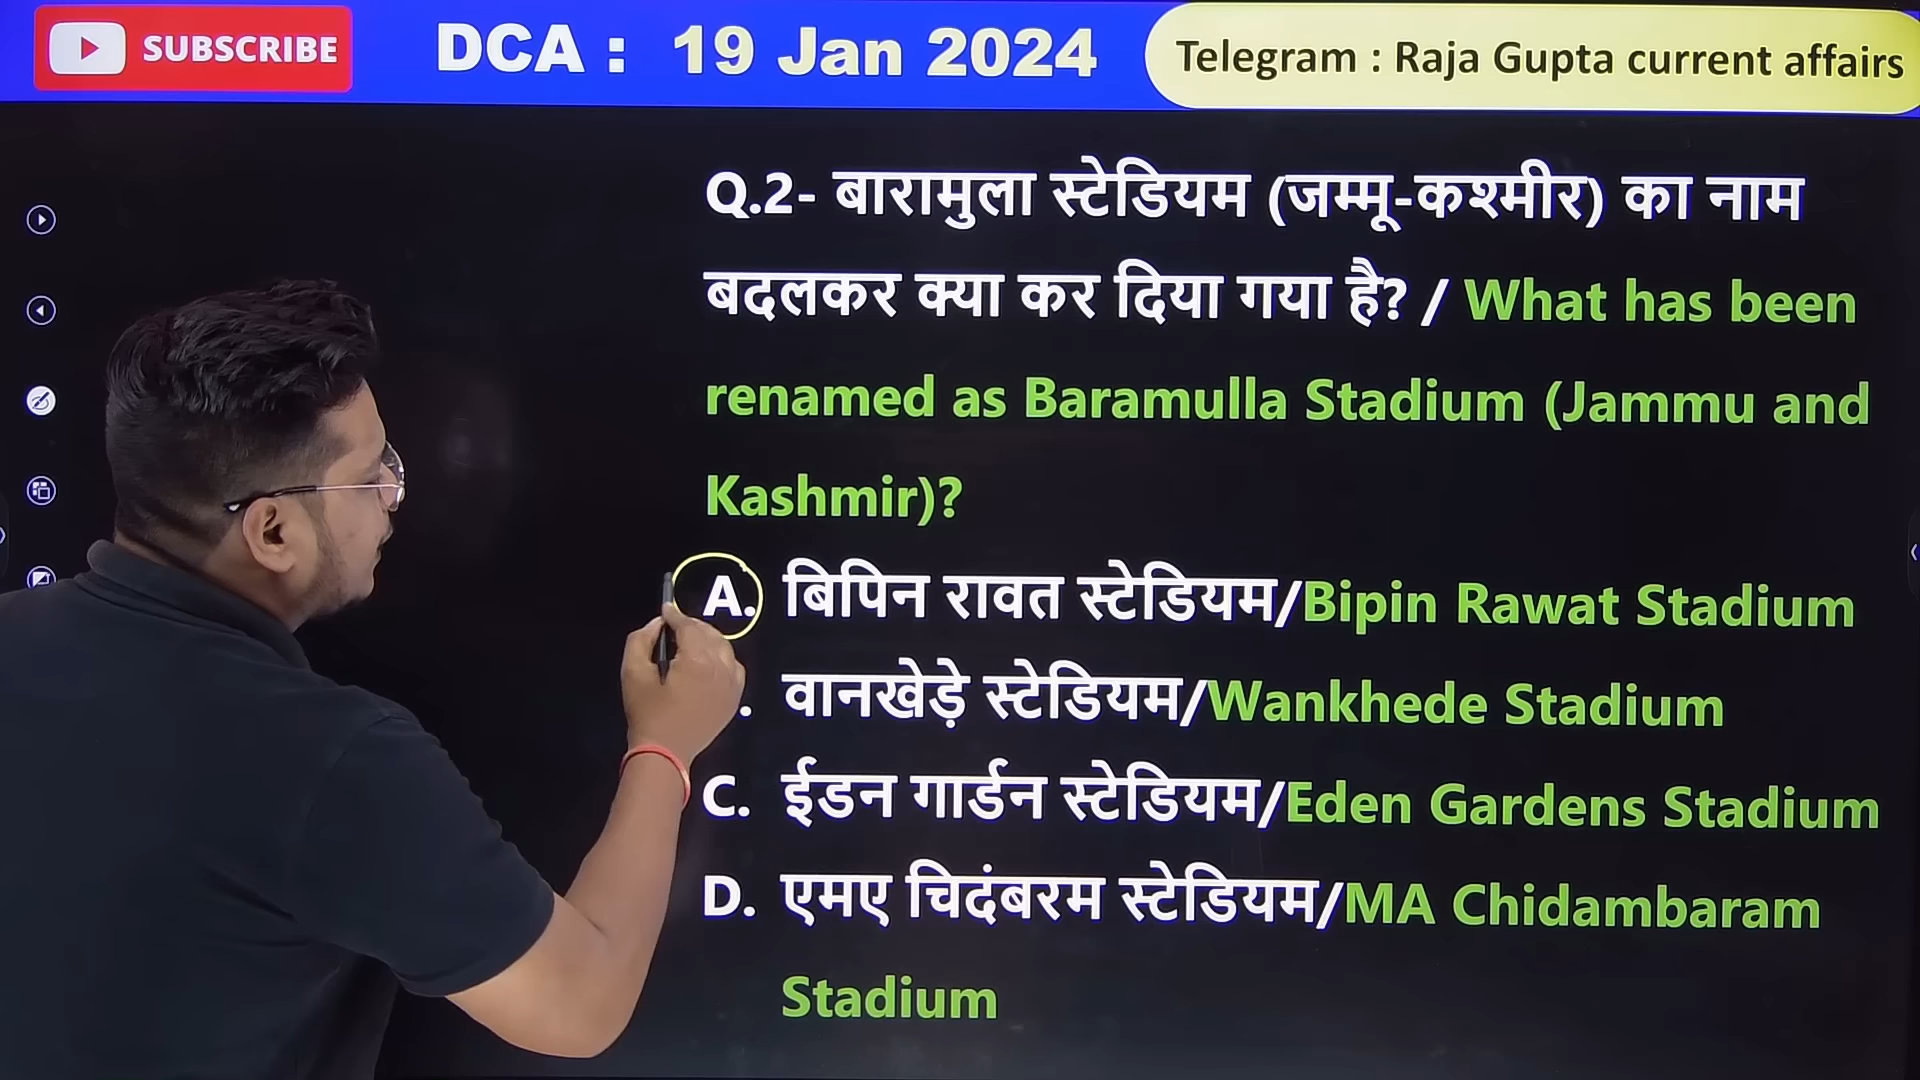 SUBSCRIBE DCA : 19 Jan 2024 Telegram : Raja Gupta current affairs
Q.2- बारामुला स्टेडियम (जम्मू-कश्मीर) का नाम
बदलकर क्या कर दिया गया है? / What has been
renamed as Baramulla Stadium (Jammu and
Kashmir)?
A. बिपिन रावत स्टेडियम/Bipin Rawat Stadium
. वानखेड़े स्टेडियम/Wankhede Stadium
C. ईडन गार्डन स्टेडियम/Eden Gardens Stadium
D. एमए चिदंबरम स्टेडियम/MA Chidambaram
Stadium